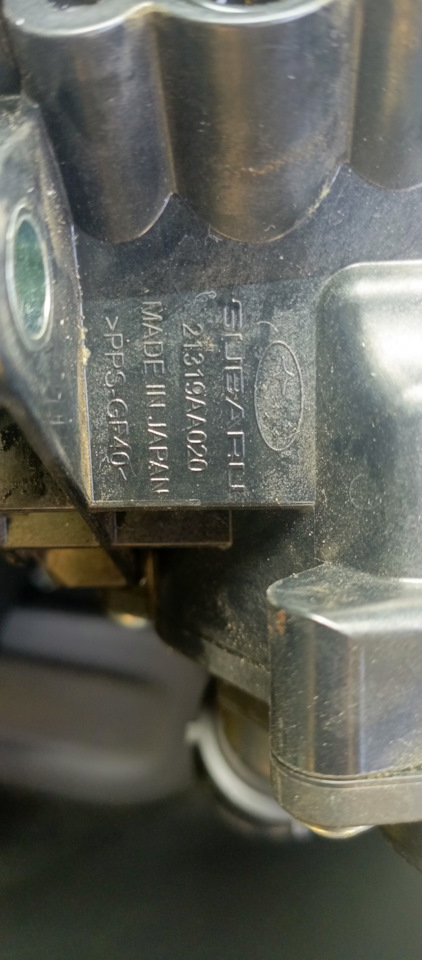 SUBARU
21319AA020
MADE IN JAPAN
>PPS-GF40<